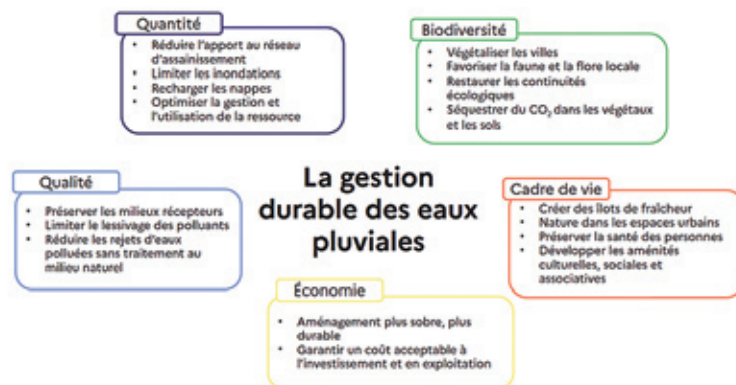 Quantité
• Réduire l'apport au réseau
d'assainissement
• Limiter les inondations
• Recharger les nappes
• Optimiser la gestion et
l'utilisation de la ressource
Biodiversité
• Végétaliser les villes
• Favoriser la faune et la flore locale
• Restaurer les continuités
écologiques
• Séquestrer du CO₂ dans les végétaux
et les sols
Qualité
• Préserver les milieux récepteurs
• Limiter le lessivage des polluants
• Réduire les rejets d'eaux
polluées sans traitement au
milieu naturel
La gestion
durable des eaux
pluviales
Cadre de vie
• Créer des îlots de fraîcheur
• Nature dans les espaces urbains
• Préserver la santé des personnes
• Développer les aménités
culturelles, sociales et
associatives
Économie
• Aménagement plus sobre, plus
durable
• Garantir un coût acceptable à
l'investissement et en exploitation